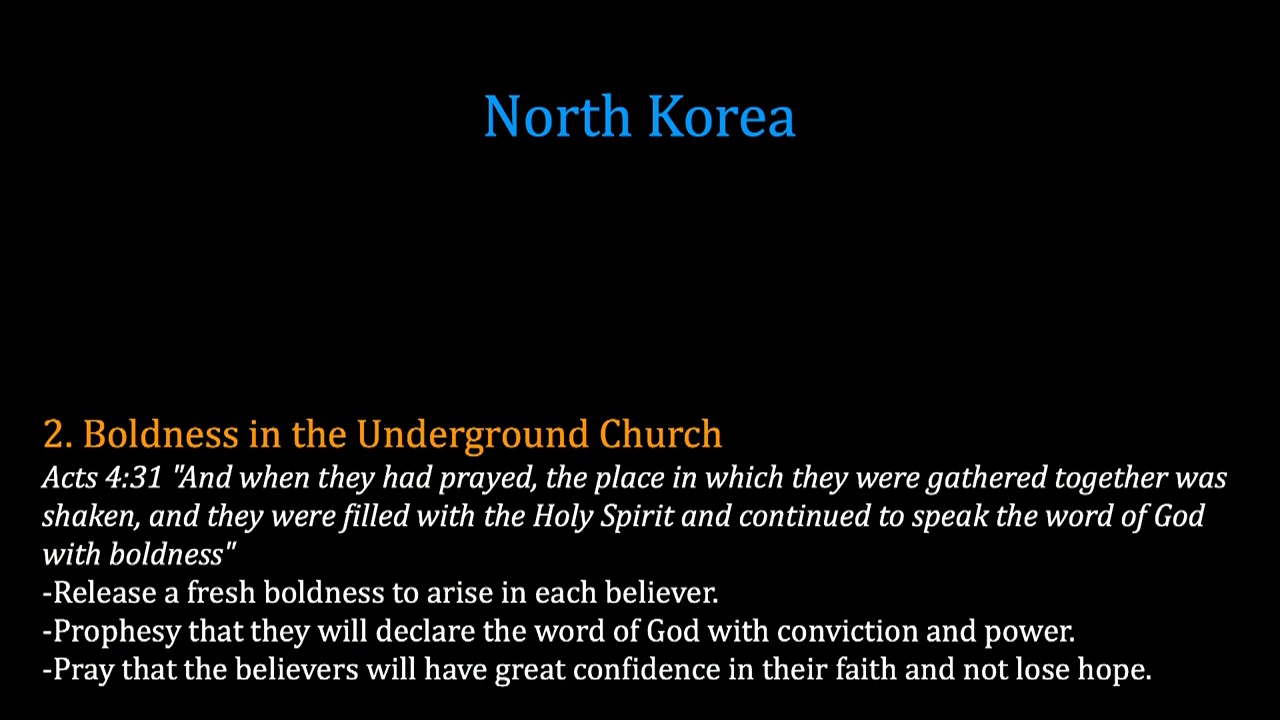 North Korea
2. Boldness in the Underground Church
Acts 4:31 "And when they had prayed, the place in which they were gathered together was
shaken, and they were filled with the Holy Spirit and continued to speak the word of God
with boldness"
-Release a fresh boldness to arise in each believer.
-Prophesy that they will declare the word of God with conviction and power.
-Pray that the believers will have great confidence in their faith and not lose hope.